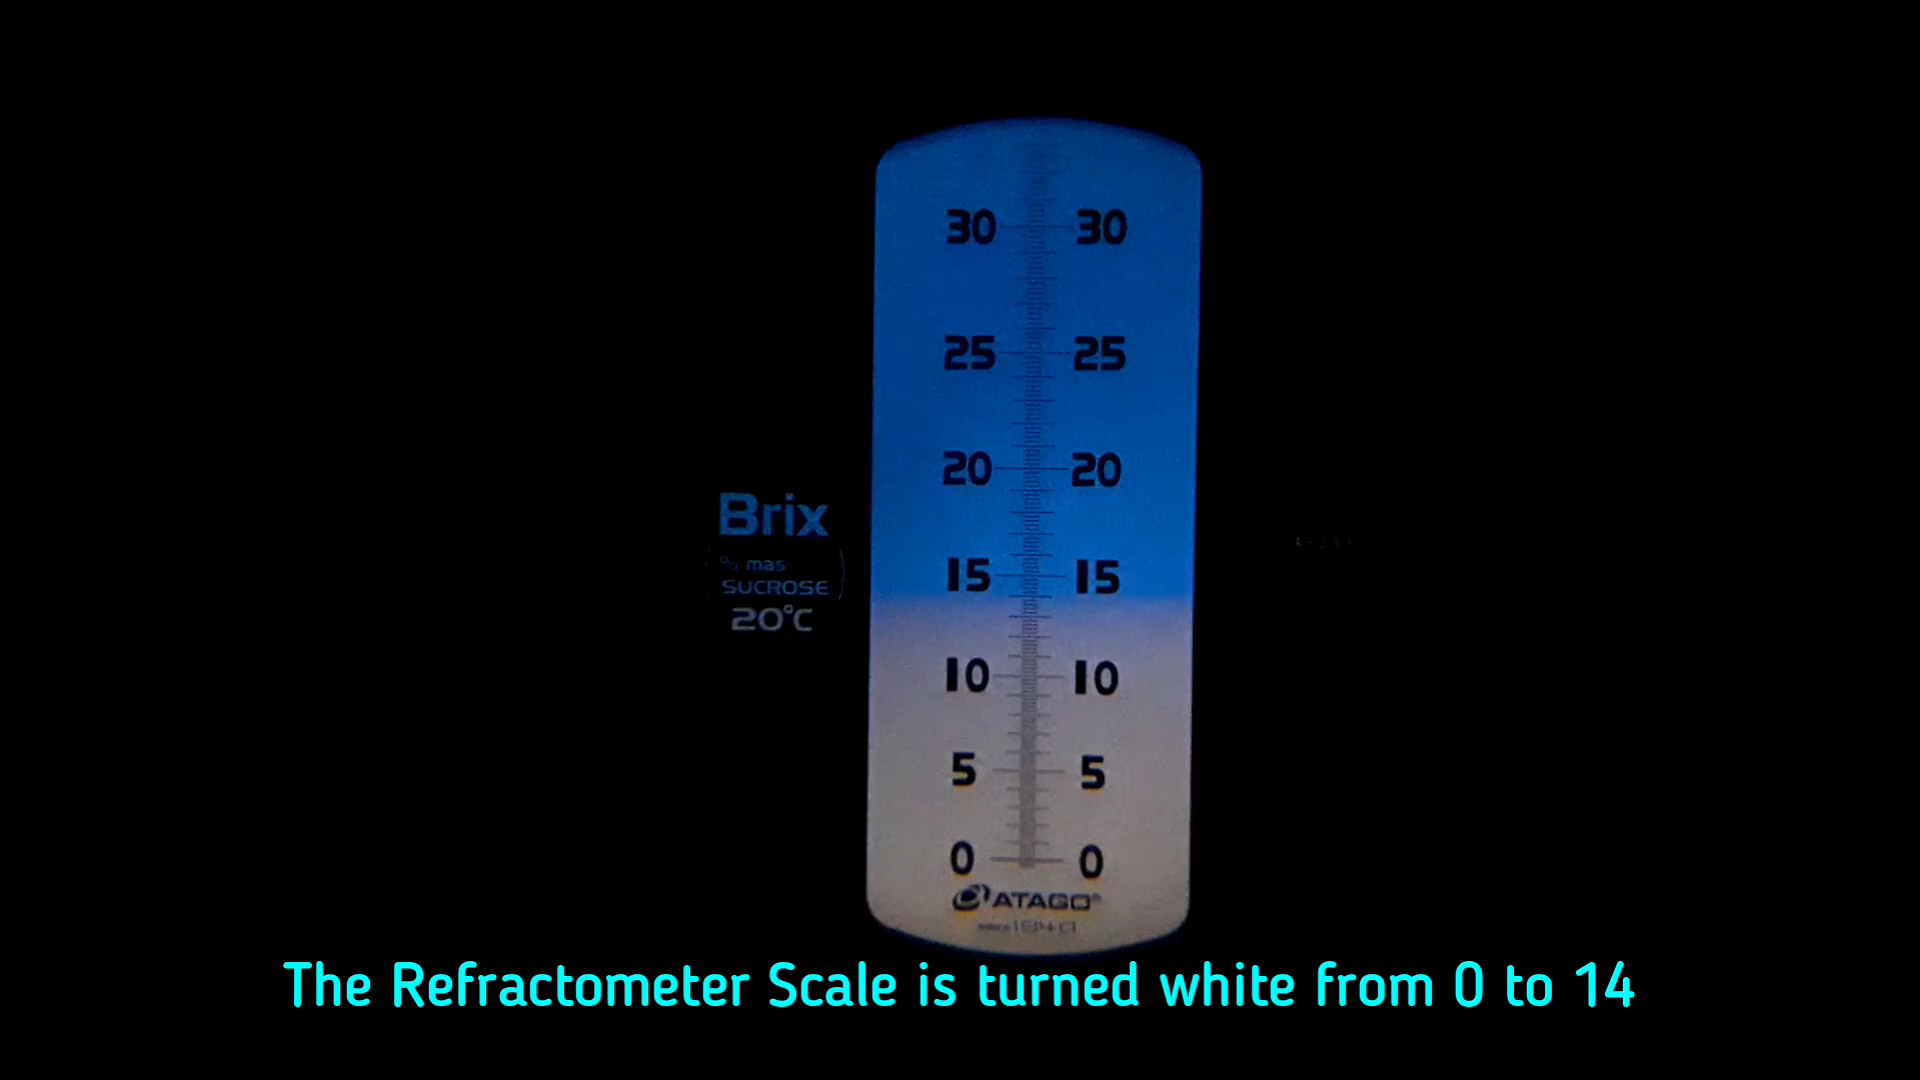 30 30
25 25
20 20
Brix
% mas
SUCROSE
20°C
15 15
10 10
5 5
0 0
ATAGO®
The Refractometer Scale is turned white from 0 to 14